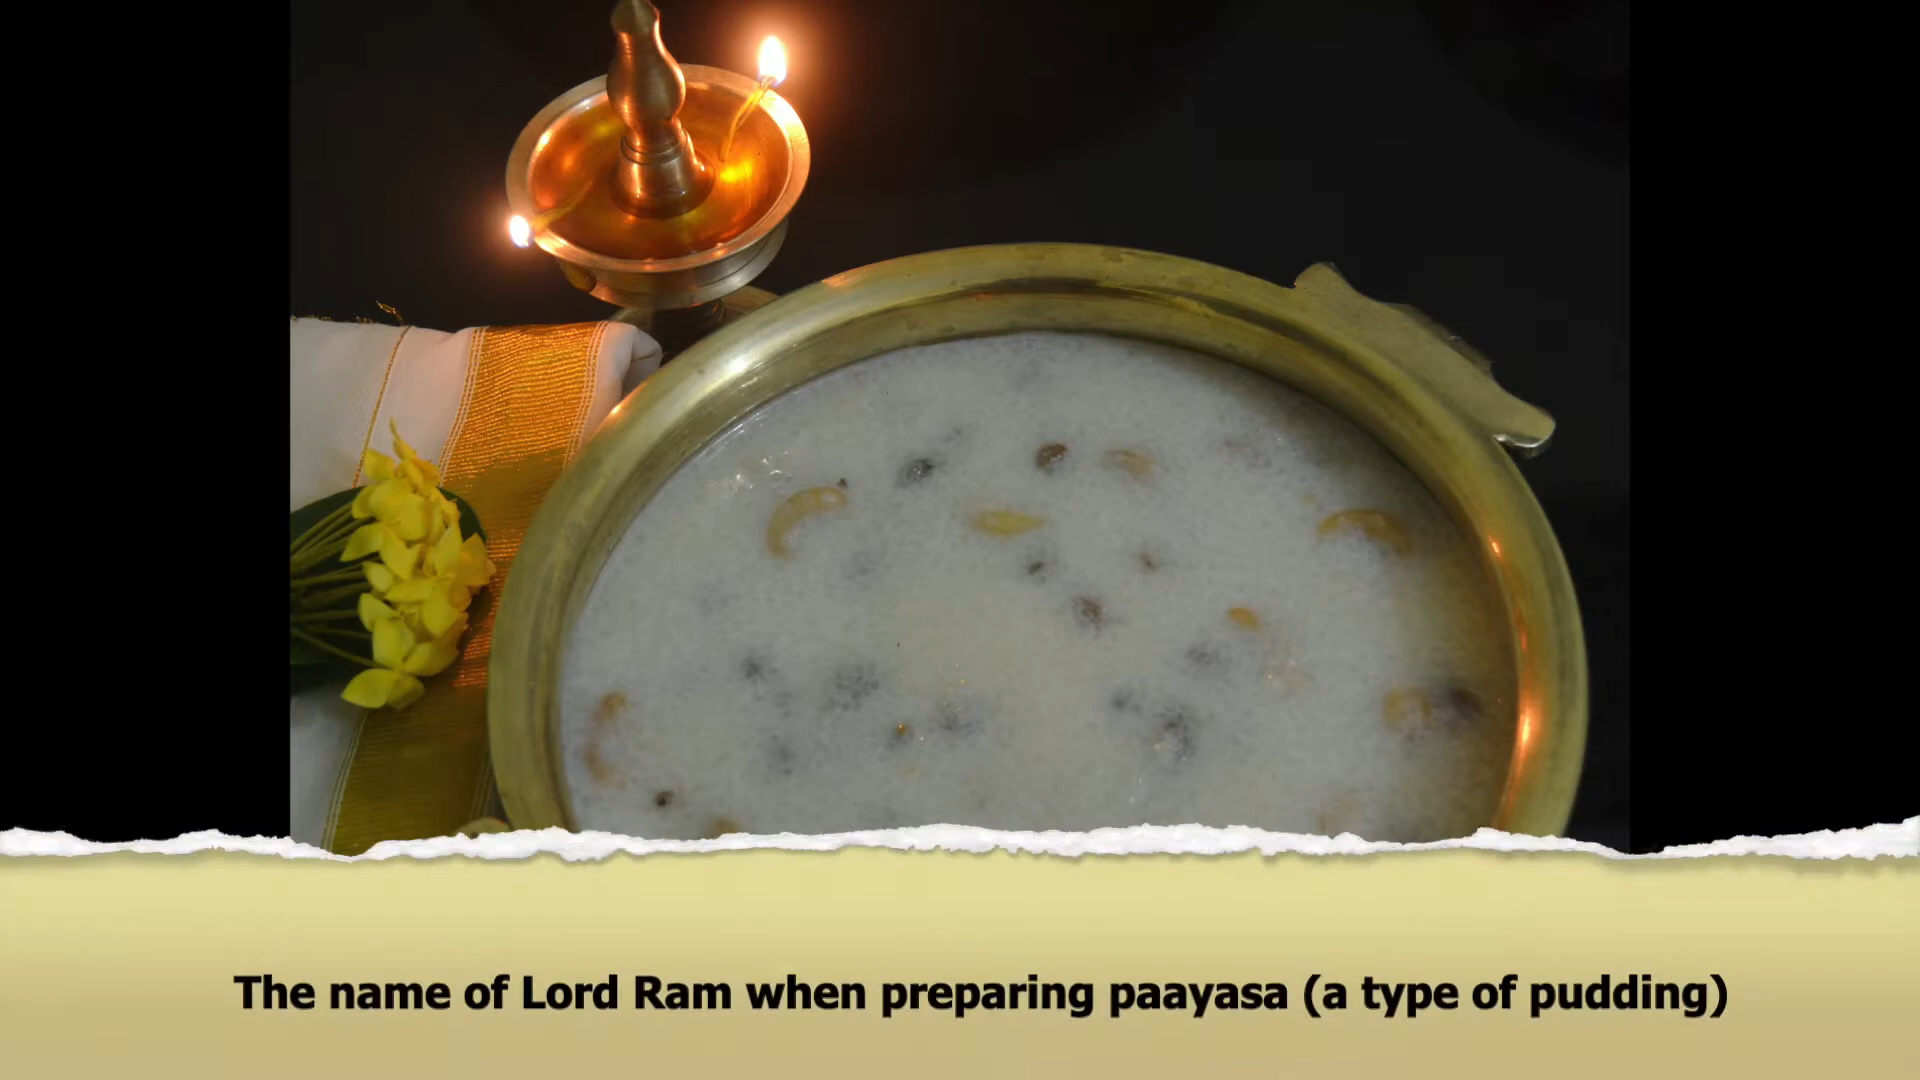 The name of Lord Ram when preparing paayasa (a type of pudding)